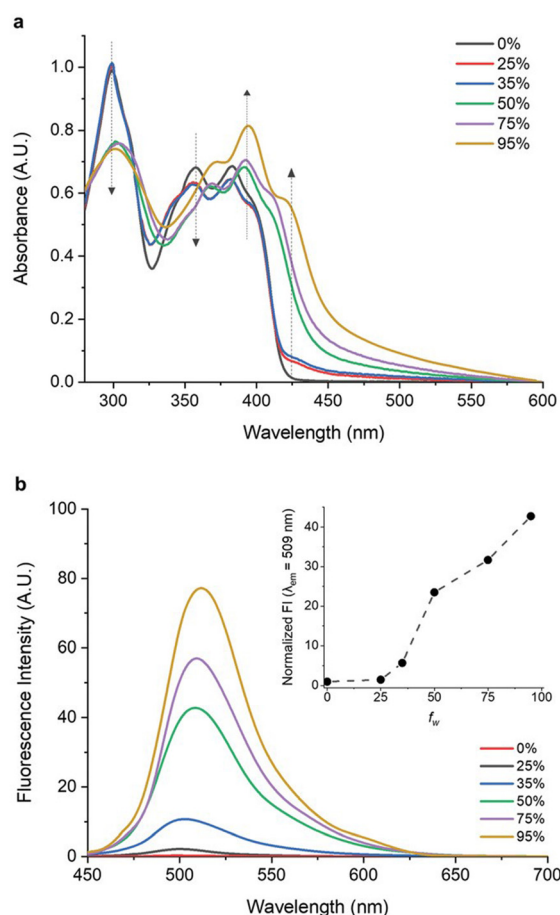 a
0%
25%
35%
50%
75%
95%
1.0
0.8
0.6
0.4
0.2
0.0
Absorbance (A.U.)
300 350 400 450 500 550 600
Wavelength (nm)
b
100
80
60
40
20
0
Fluorescence Intensity (A.U.)
40
30
20
10
0
Normalized FI (λem = 509 nm)
0 25 50 75 100
fw
0%
25%
35%
50%
75%
95%
450 500 550 600 650 700
Wavelength (nm)